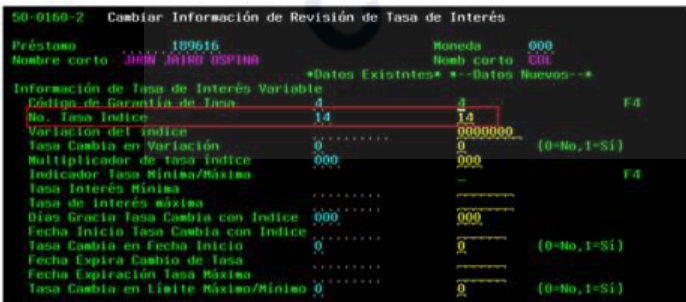 50-0160-2 Cambiar Información de Revisión de Tasa de Interés
Préstamo 189616 Moneda 000
Nombre corto JHON JAIRO OSPINA Nomb corto COL
*Datos Existntes* *--Datos Nuevos--*
Información de Tasa de Interés Variable
Código de Garantía de Tasa 4 4 F4
No. Tasa Indice 14 14
Variación del índice 0000000
Tasa Cambia en Variación 0 0 (0=No,1=Sí)
Multiplicador de tasa índice 000 000
Indicador Tasa Mínima/Máxima F4
Tasa Interés Mínima
Tasa de interés máxima
Días Gracia Tasa Cambia con Indice 000 000
Fecha Inicio Tasa Cambia con Indice
Tasa Cambia en Fecha Inicio 0 0 (0=No,1=Sí)
Fecha Expira Cambio de Tasa
Fecha Expiración Tasa Máxima
Tasa Cambia en Límite Máximo/Mínimo 0 0 (0=No,1=Sí)